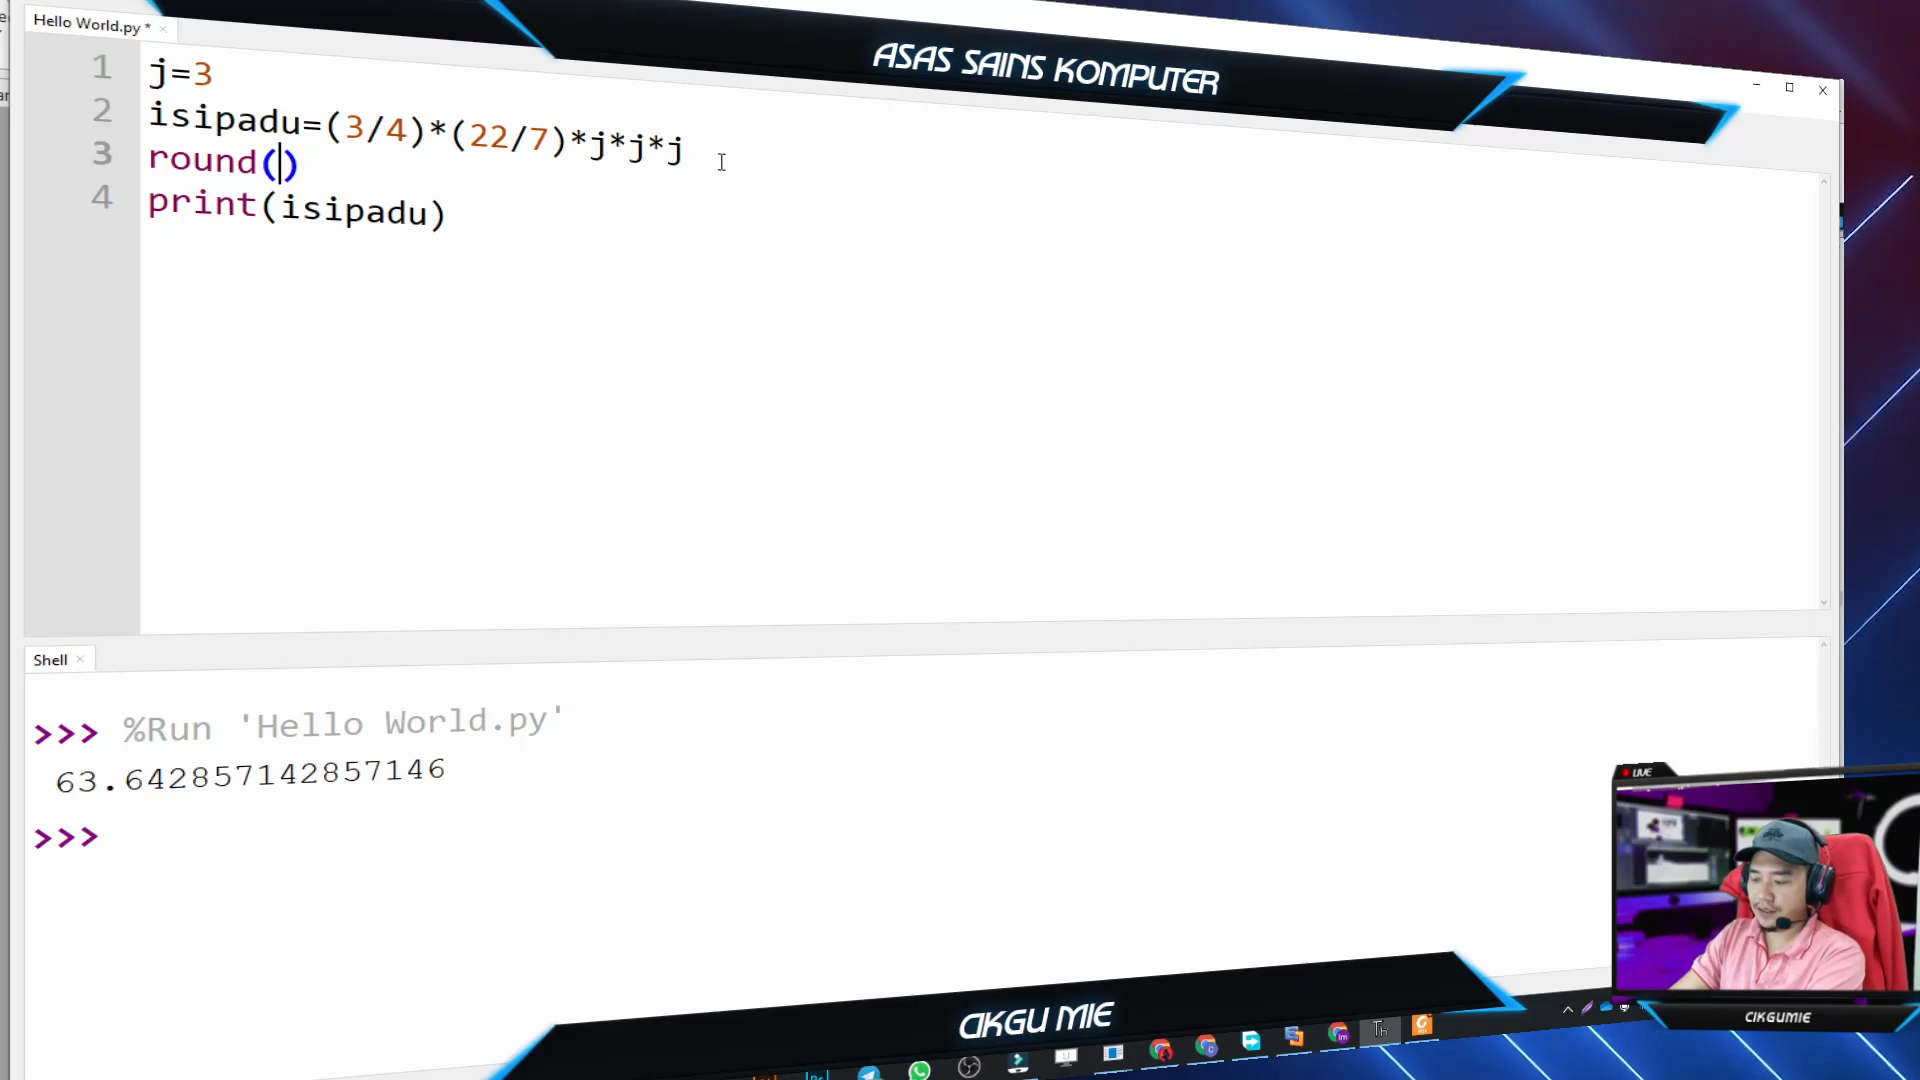 Hello World.py *
ASAS SAINS KOMPUTER
1 j=3
2 isipadu=(3/4)*(22/7)*j*j*j
3 round()
4 print(isipadu)
Shell
>>> %Run 'Hello World.py'
63.642857142857146
>>>
LIVE
CIKGU MIE
CIKGUMIE